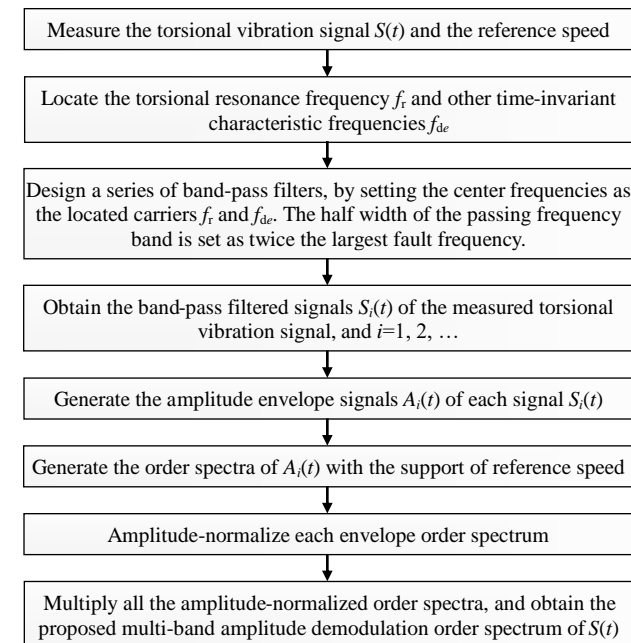 Measure the torsional vibration signal S(t) and the reference speed
Locate the torsional resonance frequency fr and other time-invariant
characteristic frequencies fde
Design a series of band-pass filters, by setting the center frequencies as
the located carriers fr and fde. The half width of the passing frequency
band is set as twice the largest fault frequency.
Obtain the band-pass filtered signals Si(t) of the measured torsional
vibration signal, and i=1, 2, …
Generate the amplitude envelope signals Ai(t) of each signal Si(t)
Generate the order spectra of Ai(t) with the support of reference speed
Amplitude-normalize each envelope order spectrum
Multiply all the amplitude-normalized order spectra, and obtain the
proposed multi-band amplitude demodulation order spectrum of S(t)